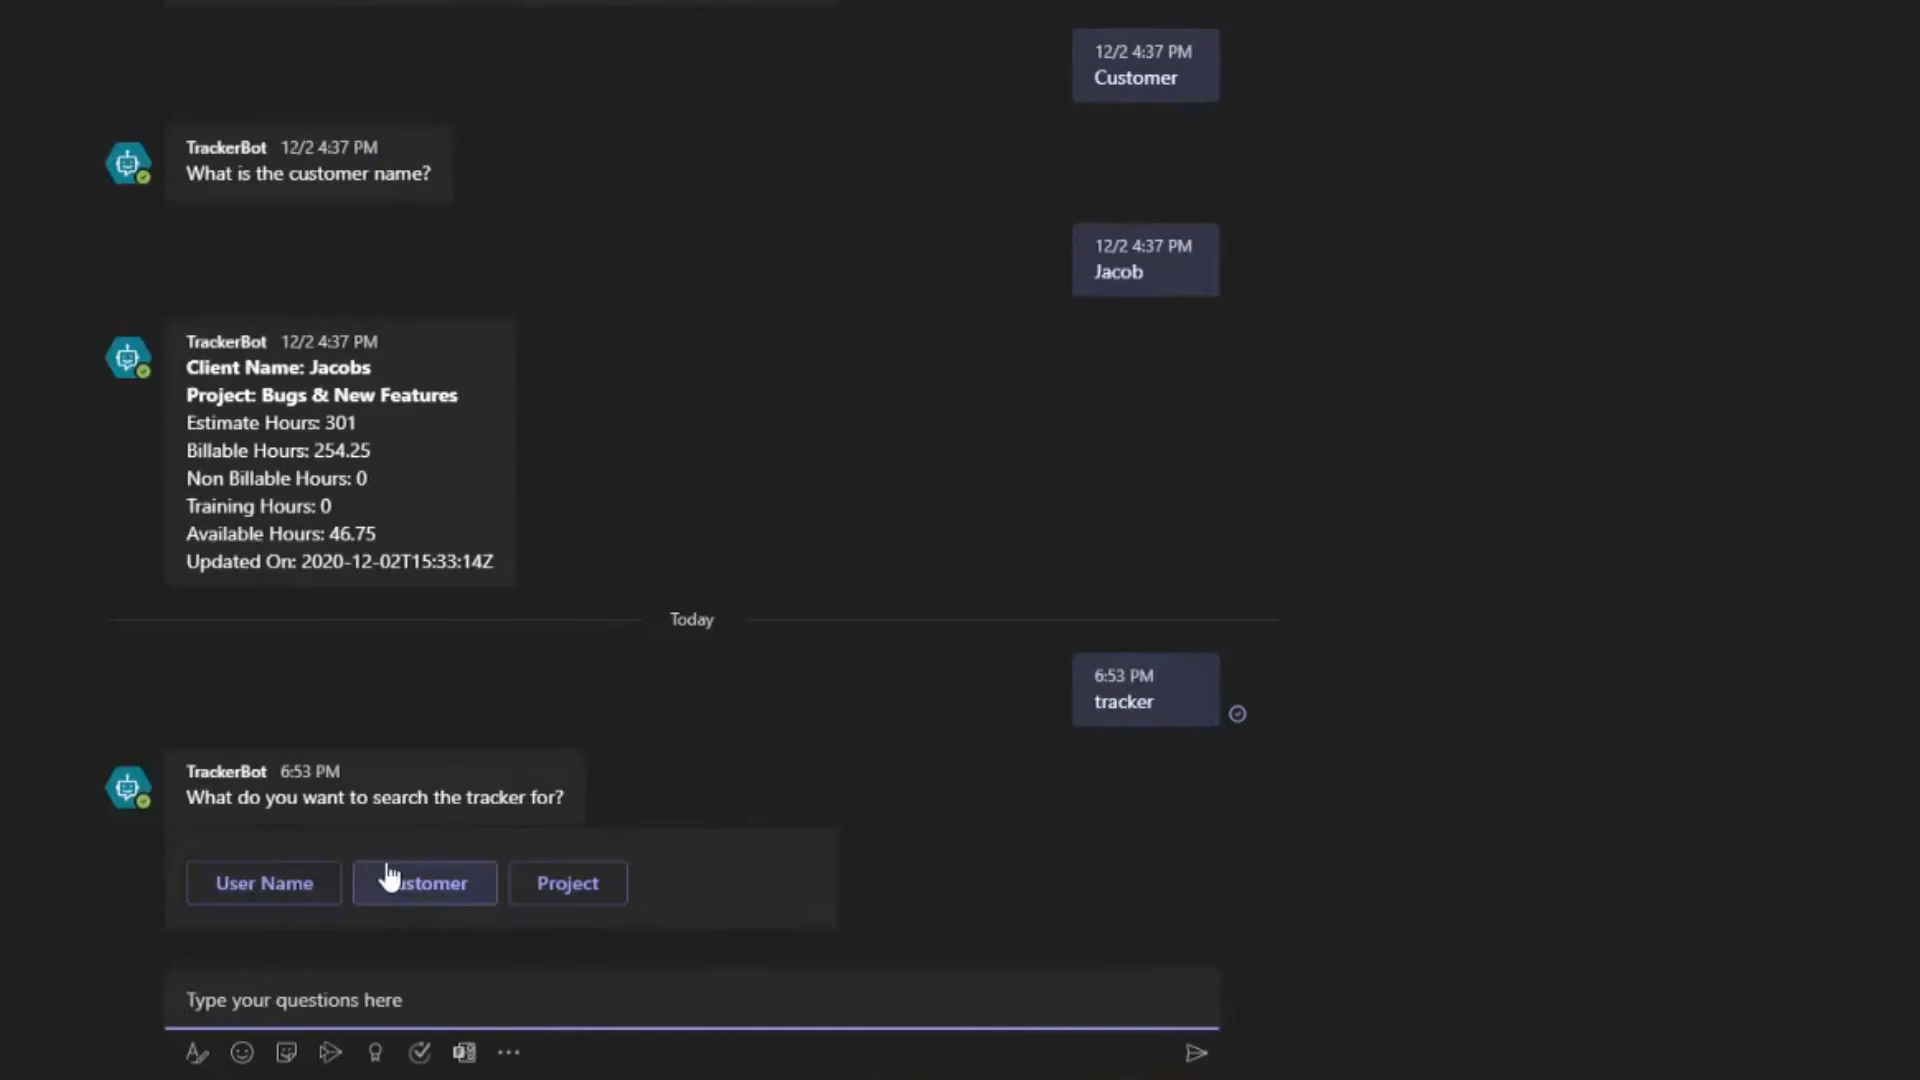 12/2 4:37 PM
Customer
TrackerBot 12/2 4:37 PM
What is the customer name?
12/2 4:37 PM
Jacob
TrackerBot 12/2 4:37 PM
Client Name: Jacobs
Project: Bugs & New Features
Estimate Hours: 301
Billable Hours: 254.25
Non Billable Hours: 0
Training Hours: 0
Available Hours: 46.75
Updated On: 2020-12-02T15:33:14Z
Today
6:53 PM
tracker
TrackerBot 6:53 PM
What do you want to search the tracker for?
User Name
Customer
Project
Type your questions here